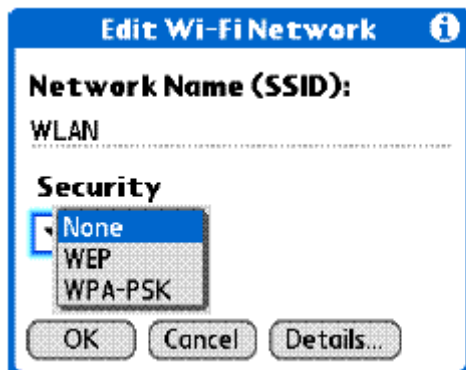 Edit Wi-Fi Network
Network Name (SSID):
WLAN
Security
None
WEP
WPA-PSK
OK Cancel Details...